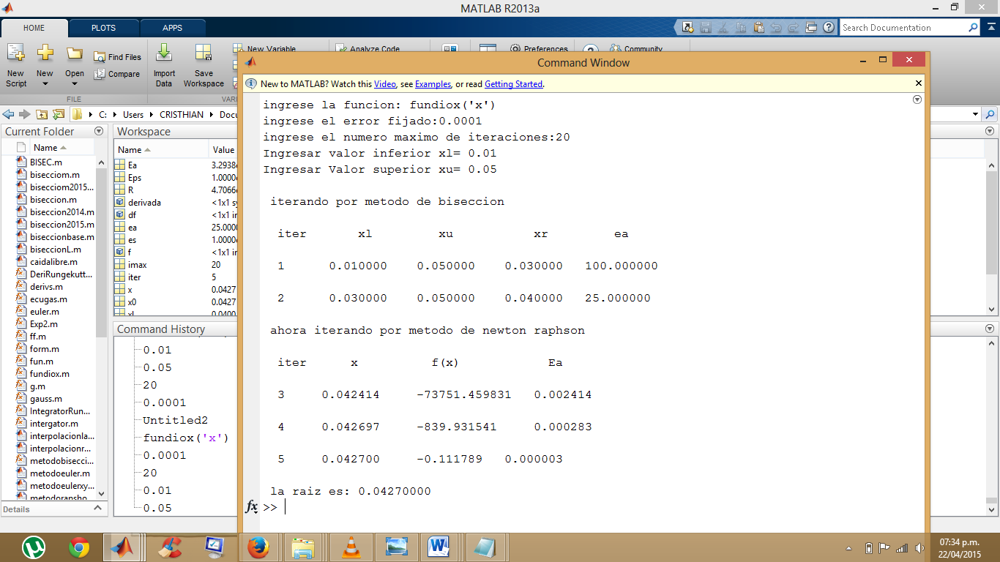 MATLAB R2013a
HOME PLOTS APPS
Search Documentation
New Variable Analyze Code Preferences Community
Find Files
Compare
New Script New Open Import Data Save Workspace
FILE
C: Users CRISTHIAN
Current Folder
Name
BISEC.m
bisecciom.m
bisecciom2015...
biseccion.m
biseccion2014.m
biseccion2015.m
biseccionbase.m
biseccionL.m
caidalibre.m
DeriRungekutt...
derivs.m
ecugas.m
euler.m
Exp2.m
ff.m
form.m
fun.m
fundiox.m
g.m
gauss.m
IntegratorRun...
intergator.m
interpolacionla...
interpolacionr...
metodobisecci...
metodoeuler.m
metodoeulerxy...
Details
Workspace
Name Value
Ea 3.2938
Eps 1.0000
R 4.7066
derivada <1x1 sy
df <1x1 in
ea 25.000
es 1.0000
f <1x1 in
imax 20
iter 5
x 0.0427
x0 0.0427
Command History
0.01
0.05
20
0.0001
Untitled2
fundiox('x')
0.0001
20
0.01
0.05
Command Window
New to MATLAB? Watch this Video, see Examples, or read Getting Started.
ingrese la funcion: fundiox('x')
ingrese el error fijado:0.0001
ingrese el numero maximo de iteraciones:20
Ingresar valor inferior xl= 0.01
Ingresar Valor superior xu= 0.05
iterando por metodo de biseccion
iter xl xu xr ea
1 0.010000 0.050000 0.030000 100.000000
2 0.030000 0.050000 0.040000 25.000000
ahora iterando por metodo de newton raphson
iter x f(x) Ea
3 0.042414 -73751.459831 0.002414
4 0.042697 -839.931541 0.000283
5 0.042700 -0.111789 0.000003
la raiz es: 0.04270000
fx >>
07:34 p.m.
22/04/2015